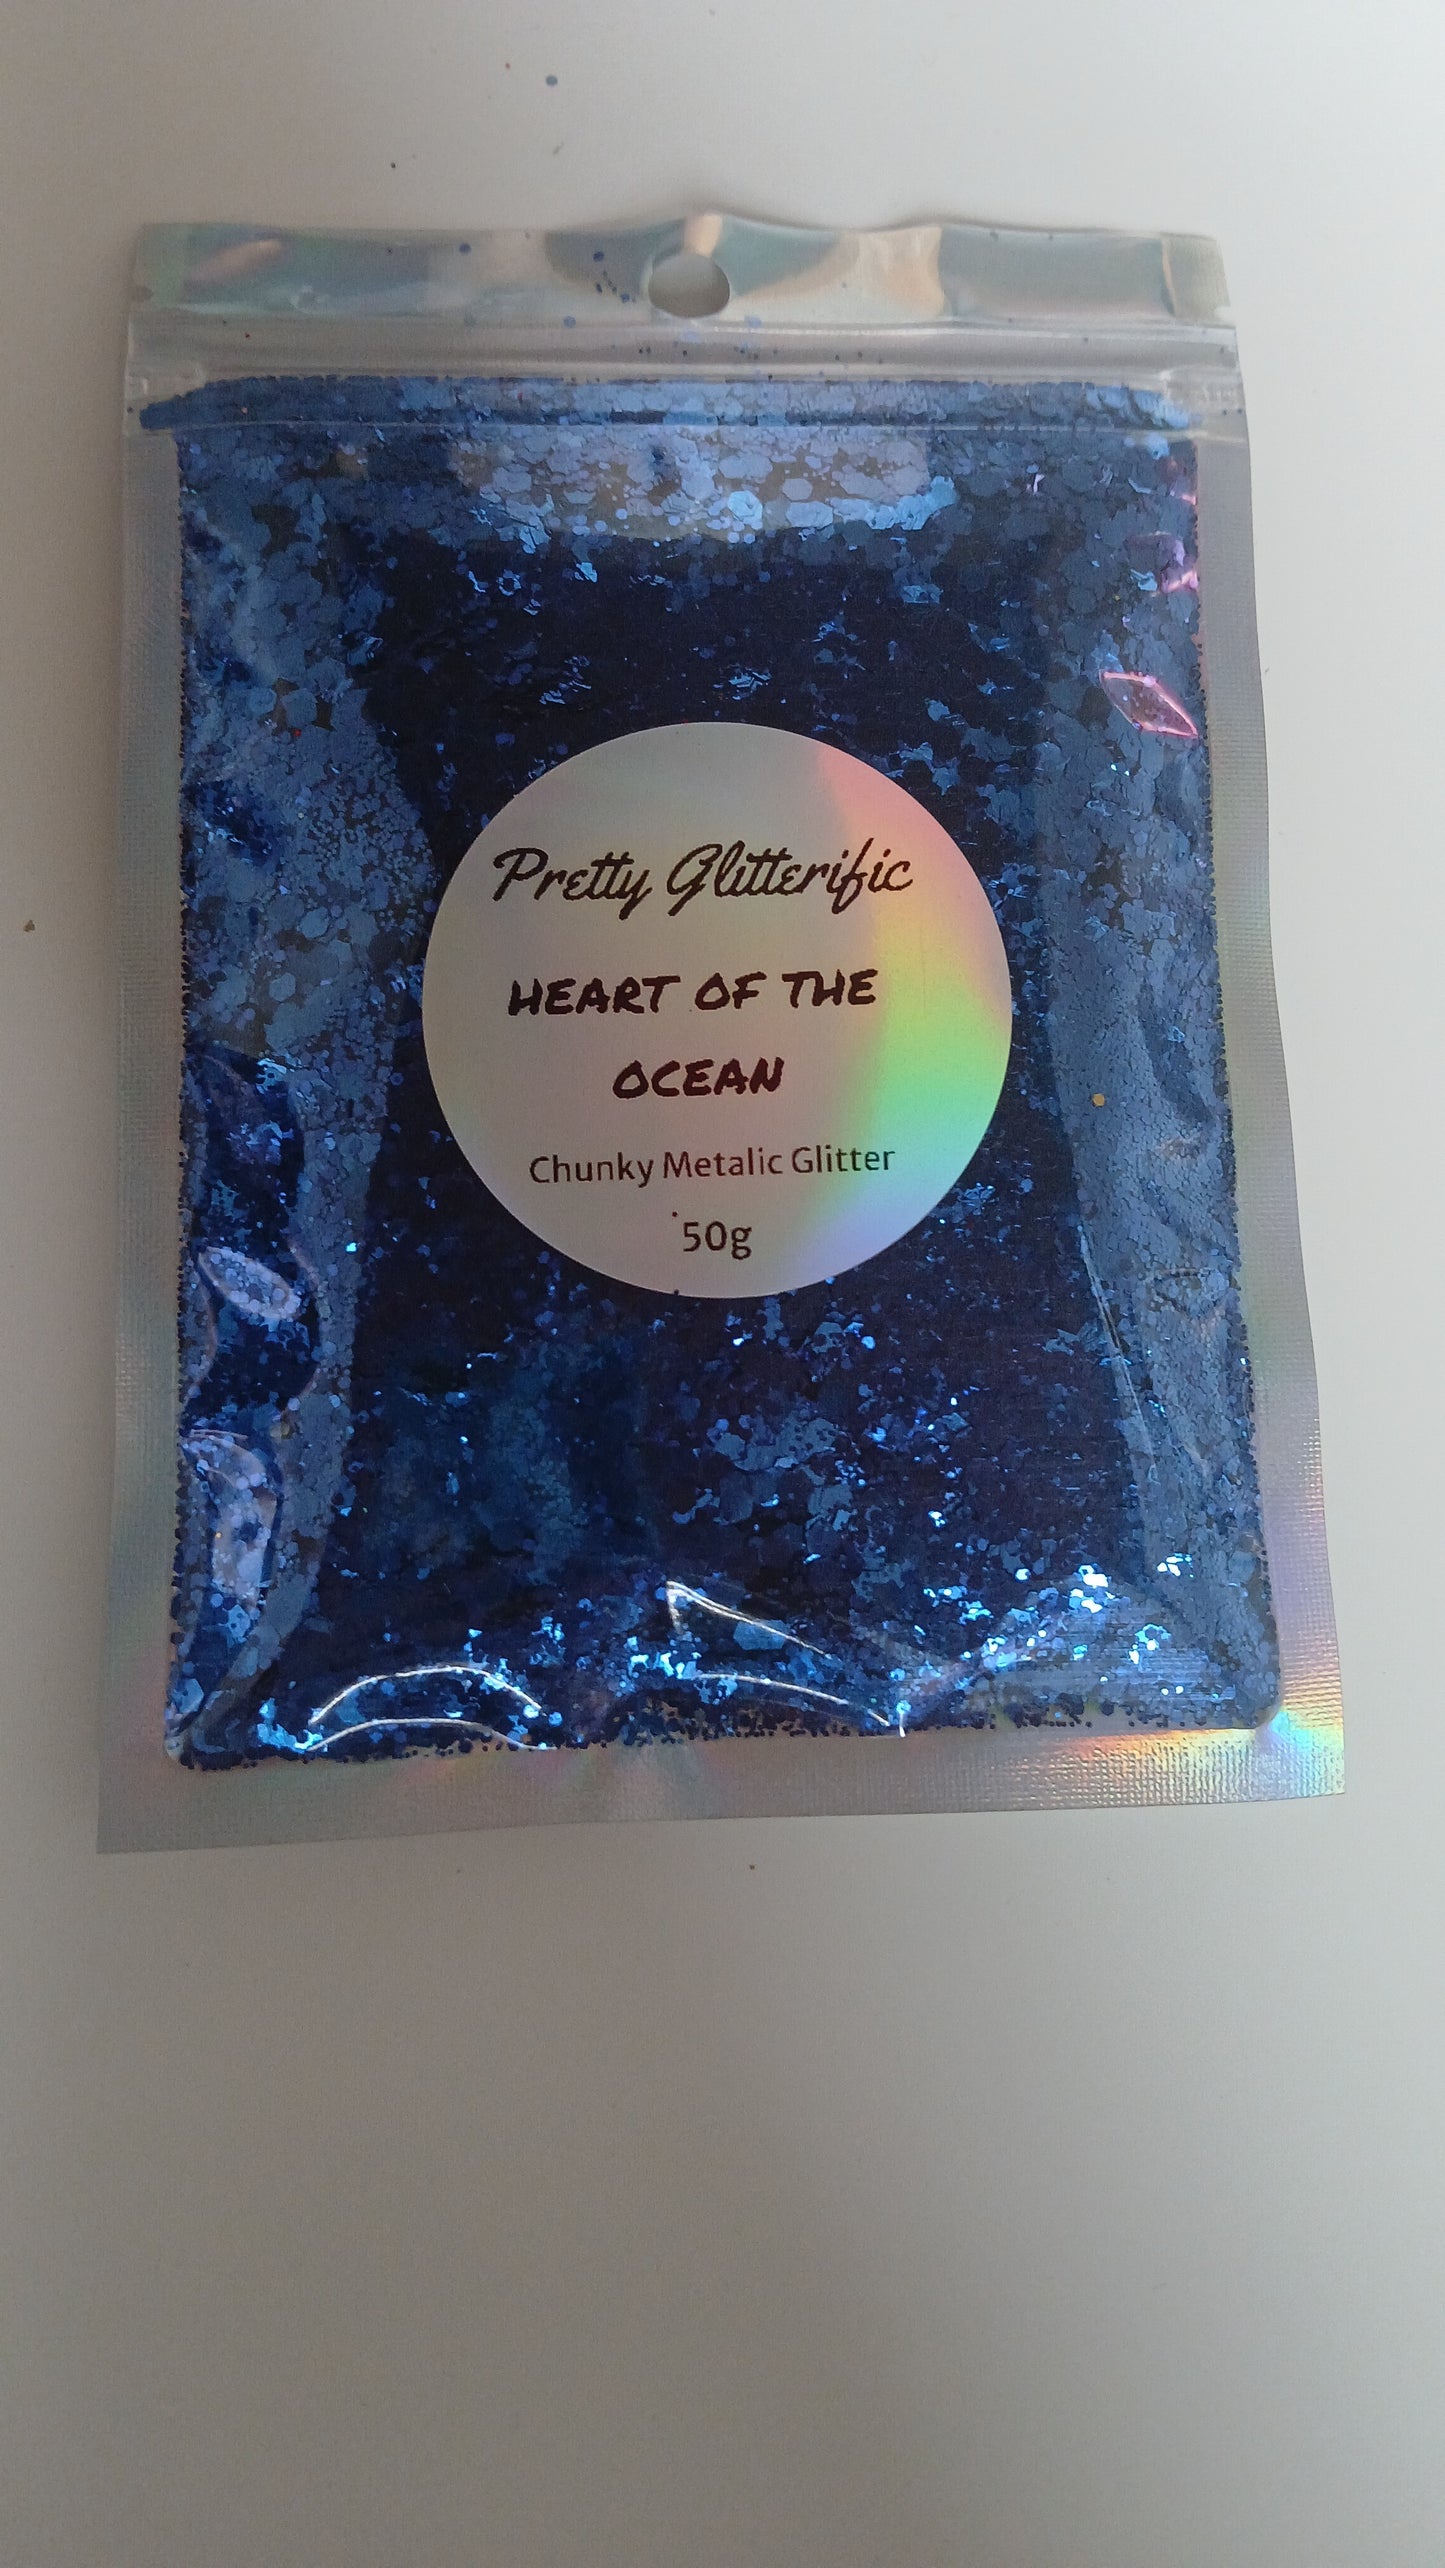 Pretty Glitterific
HEART OF THE
OCEAN
Chunky Metalic Glitter
50g